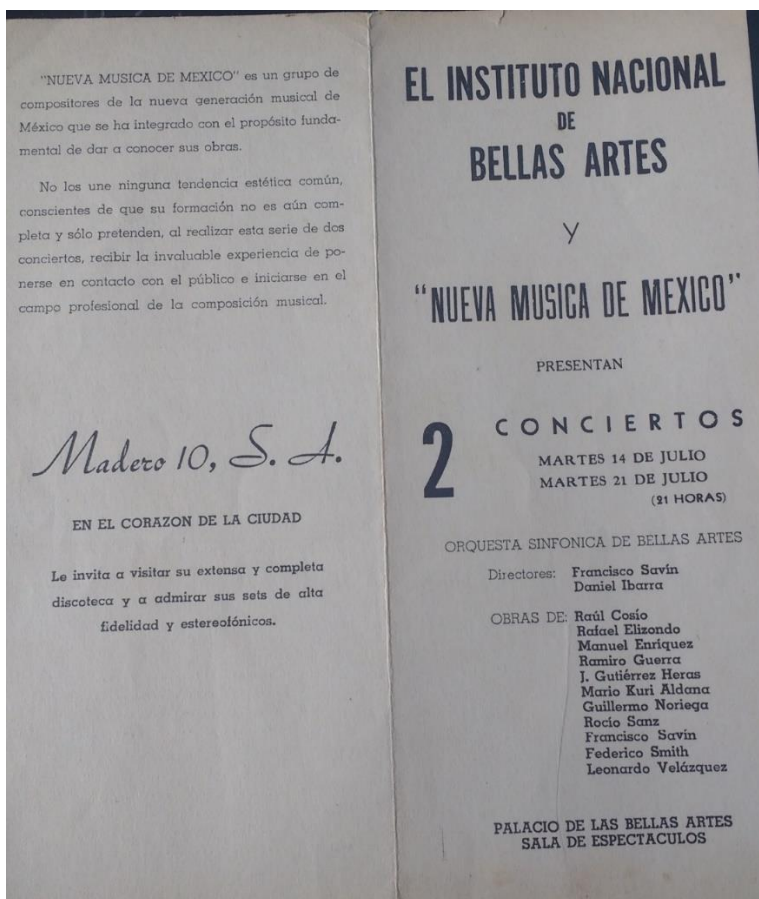 "NUEVA MUSICA DE MEXICO" es un grupo de
compositores de la nueva generación musical de
México que se ha integrado con el propósito funda-
mental de dar a conocer sus obras.
No los une ninguna tendencia estética común,
conscientes de que su formación no es aún com-
pleta y sólo pretenden, al realizar esta serie de dos
conciertos, recibir la invaluable experiencia de po-
nerse en contacto con el público e iniciarse en el
campo profesional de la composición musical.
Madero 10, S. A.
EN EL CORAZON DE LA CIUDAD
Le invita a visitar su extensa y completa
discoteca y a admirar sus sets de alta
fidelidad y estereofónicos.
EL INSTITUTO NACIONAL
DE
BELLAS ARTES
Y
"NUEVA MUSICA DE MEXICO"
PRESENTAN
2 CONCIERTOS
MARTES 14 DE JULIO
MARTES 21 DE JULIO
(21 HORAS)
ORQUESTA SINFONICA DE BELLAS ARTES
Directores: Francisco Savín
Daniel Ibarra
OBRAS DE: Raúl Cosío
Rafael Elizondo
Manuel Enríquez
Ramiro Guerra
J. Gutiérrez Heras
Mario Kuri Aldana
Guillermo Noriega
Rocío Sanz
Francisco Savín
Federico Smith
Leonardo Velázquez
PALACIO DE LAS BELLAS ARTES
SALA DE ESPECTACULOS